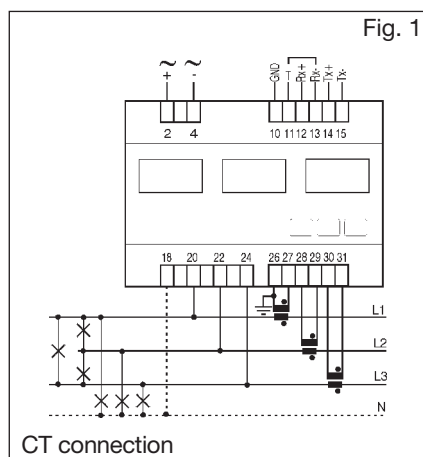 Fig. 1
~ ~
+ -
GND T Rx+ Rx- Tx+ Tx-
2 4 10 11 12 13 14 15
18 20 22 24 26 27 28 29 30 31
L1
L2
L3
N
CT connection